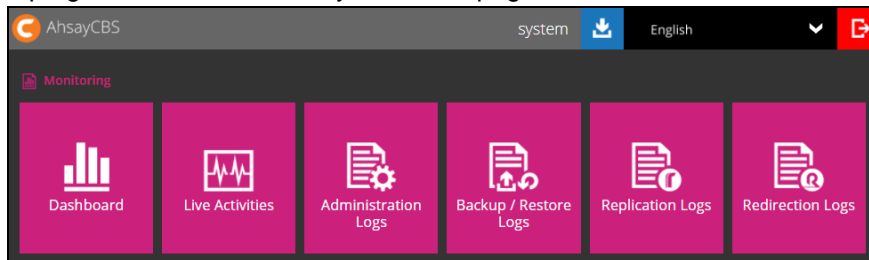 AhsayCBS system English
Monitoring
Dashboard Live Activities Administration Logs Backup / Restore Logs Replication Logs Redirection Logs